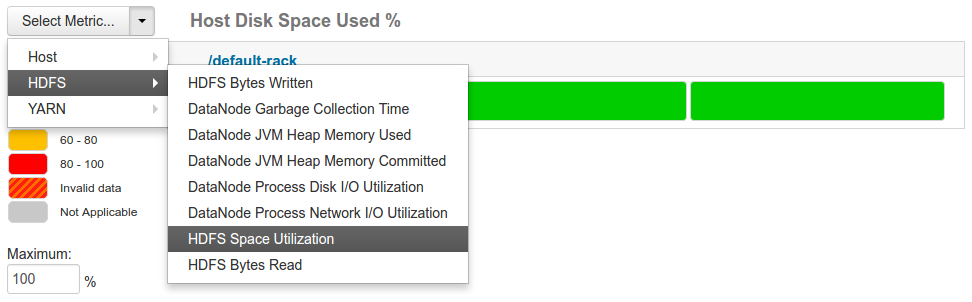 Select Metric...
Host Disk Space Used %
Host
HDFS
YARN
/default-rack
HDFS Bytes Written
DataNode Garbage Collection Time
DataNode JVM Heap Memory Used
DataNode JVM Heap Memory Committed
DataNode Process Disk I/O Utilization
DataNode Process Network I/O Utilization
HDFS Space Utilization
HDFS Bytes Read
60 - 80
80 - 100
Invalid data
Not Applicable
Maximum:
100 %